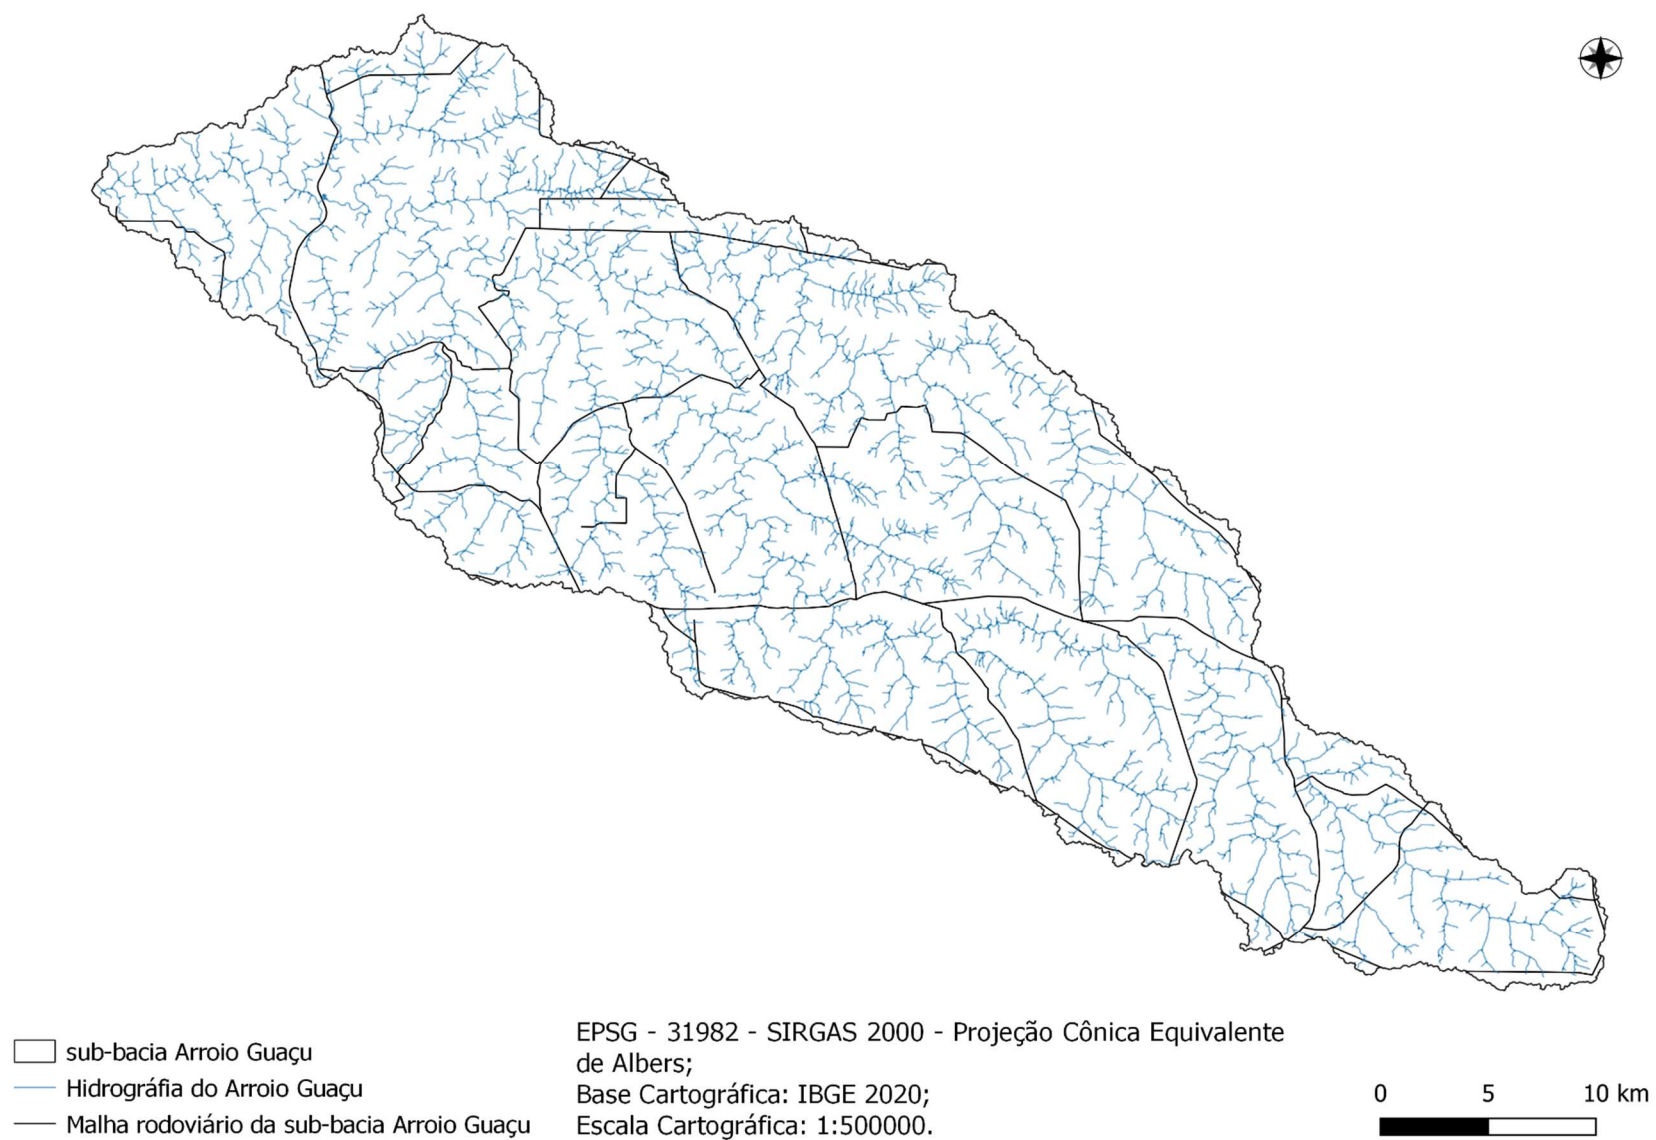 sub-bacia Arroio Guaçu
Hidrográfia do Arroio Guaçu
Malha rodoviário da sub-bacia Arroio Guaçu
EPSG - 31982 - SIRGAS 2000 - Projeção Cônica Equivalente
de Albers;
Base Cartográfica: IBGE 2020;
Escala Cartográfica: 1:500000.
0 5 10 km